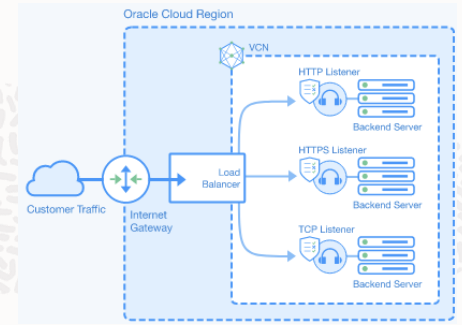 Oracle Cloud Region
VCN
HTTP Listener
Backend Server
HTTPS Listener
Load
Balancer
Backend Server
Customer Traffic
Internet
Gateway
TCP Listener
Backend Server